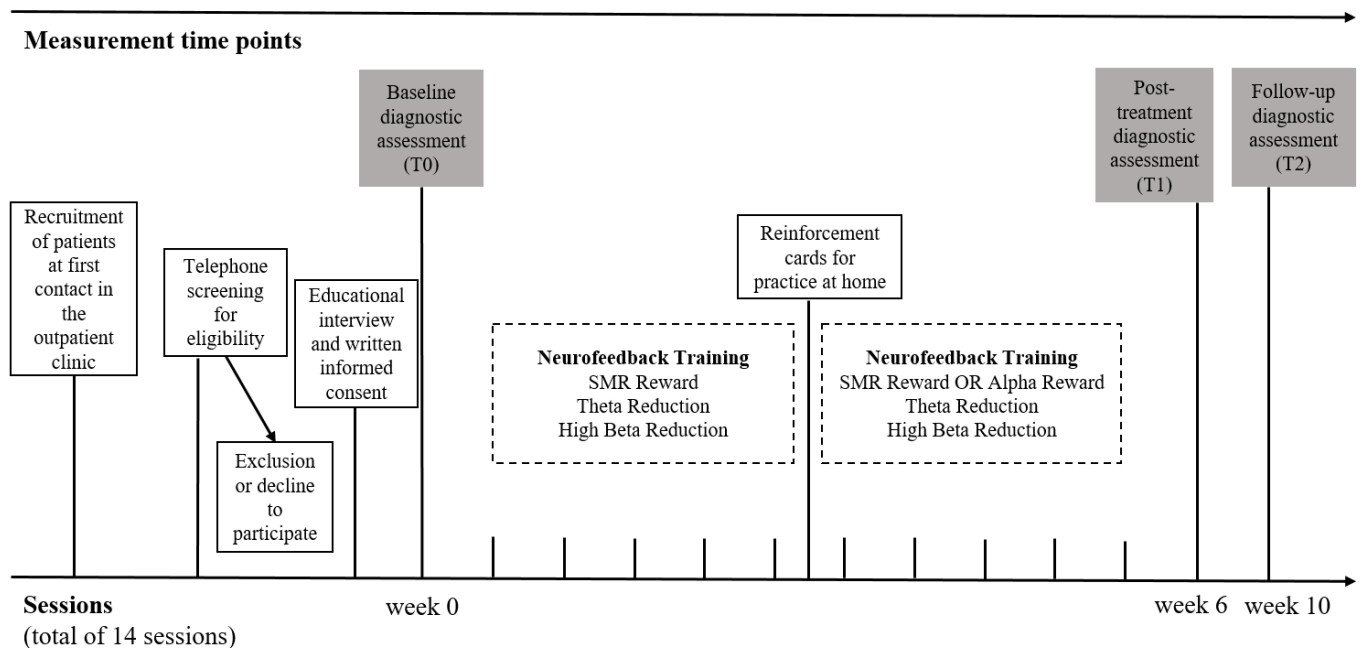 Measurement time points
Baseline
diagnostic
assessment
(T0)
Post-
treatment
diagnostic
assessment
(T1)
Follow-up
diagnostic
assessment
(T2)
Recruitment
of patients
at first
contact in
the
outpatient
clinic
Telephone
screening
for
eligibility
Educational
interview
and written
informed
consent
Exclusion
or decline
to
participate
Reinforcement
cards for
practice at home
Neurofeedback Training
SMR Reward
Theta Reduction
High Beta Reduction
Neurofeedback Training
SMR Reward OR Alpha Reward
Theta Reduction
High Beta Reduction
Sessions
(total of 14 sessions)
week 0
week 6
week 10